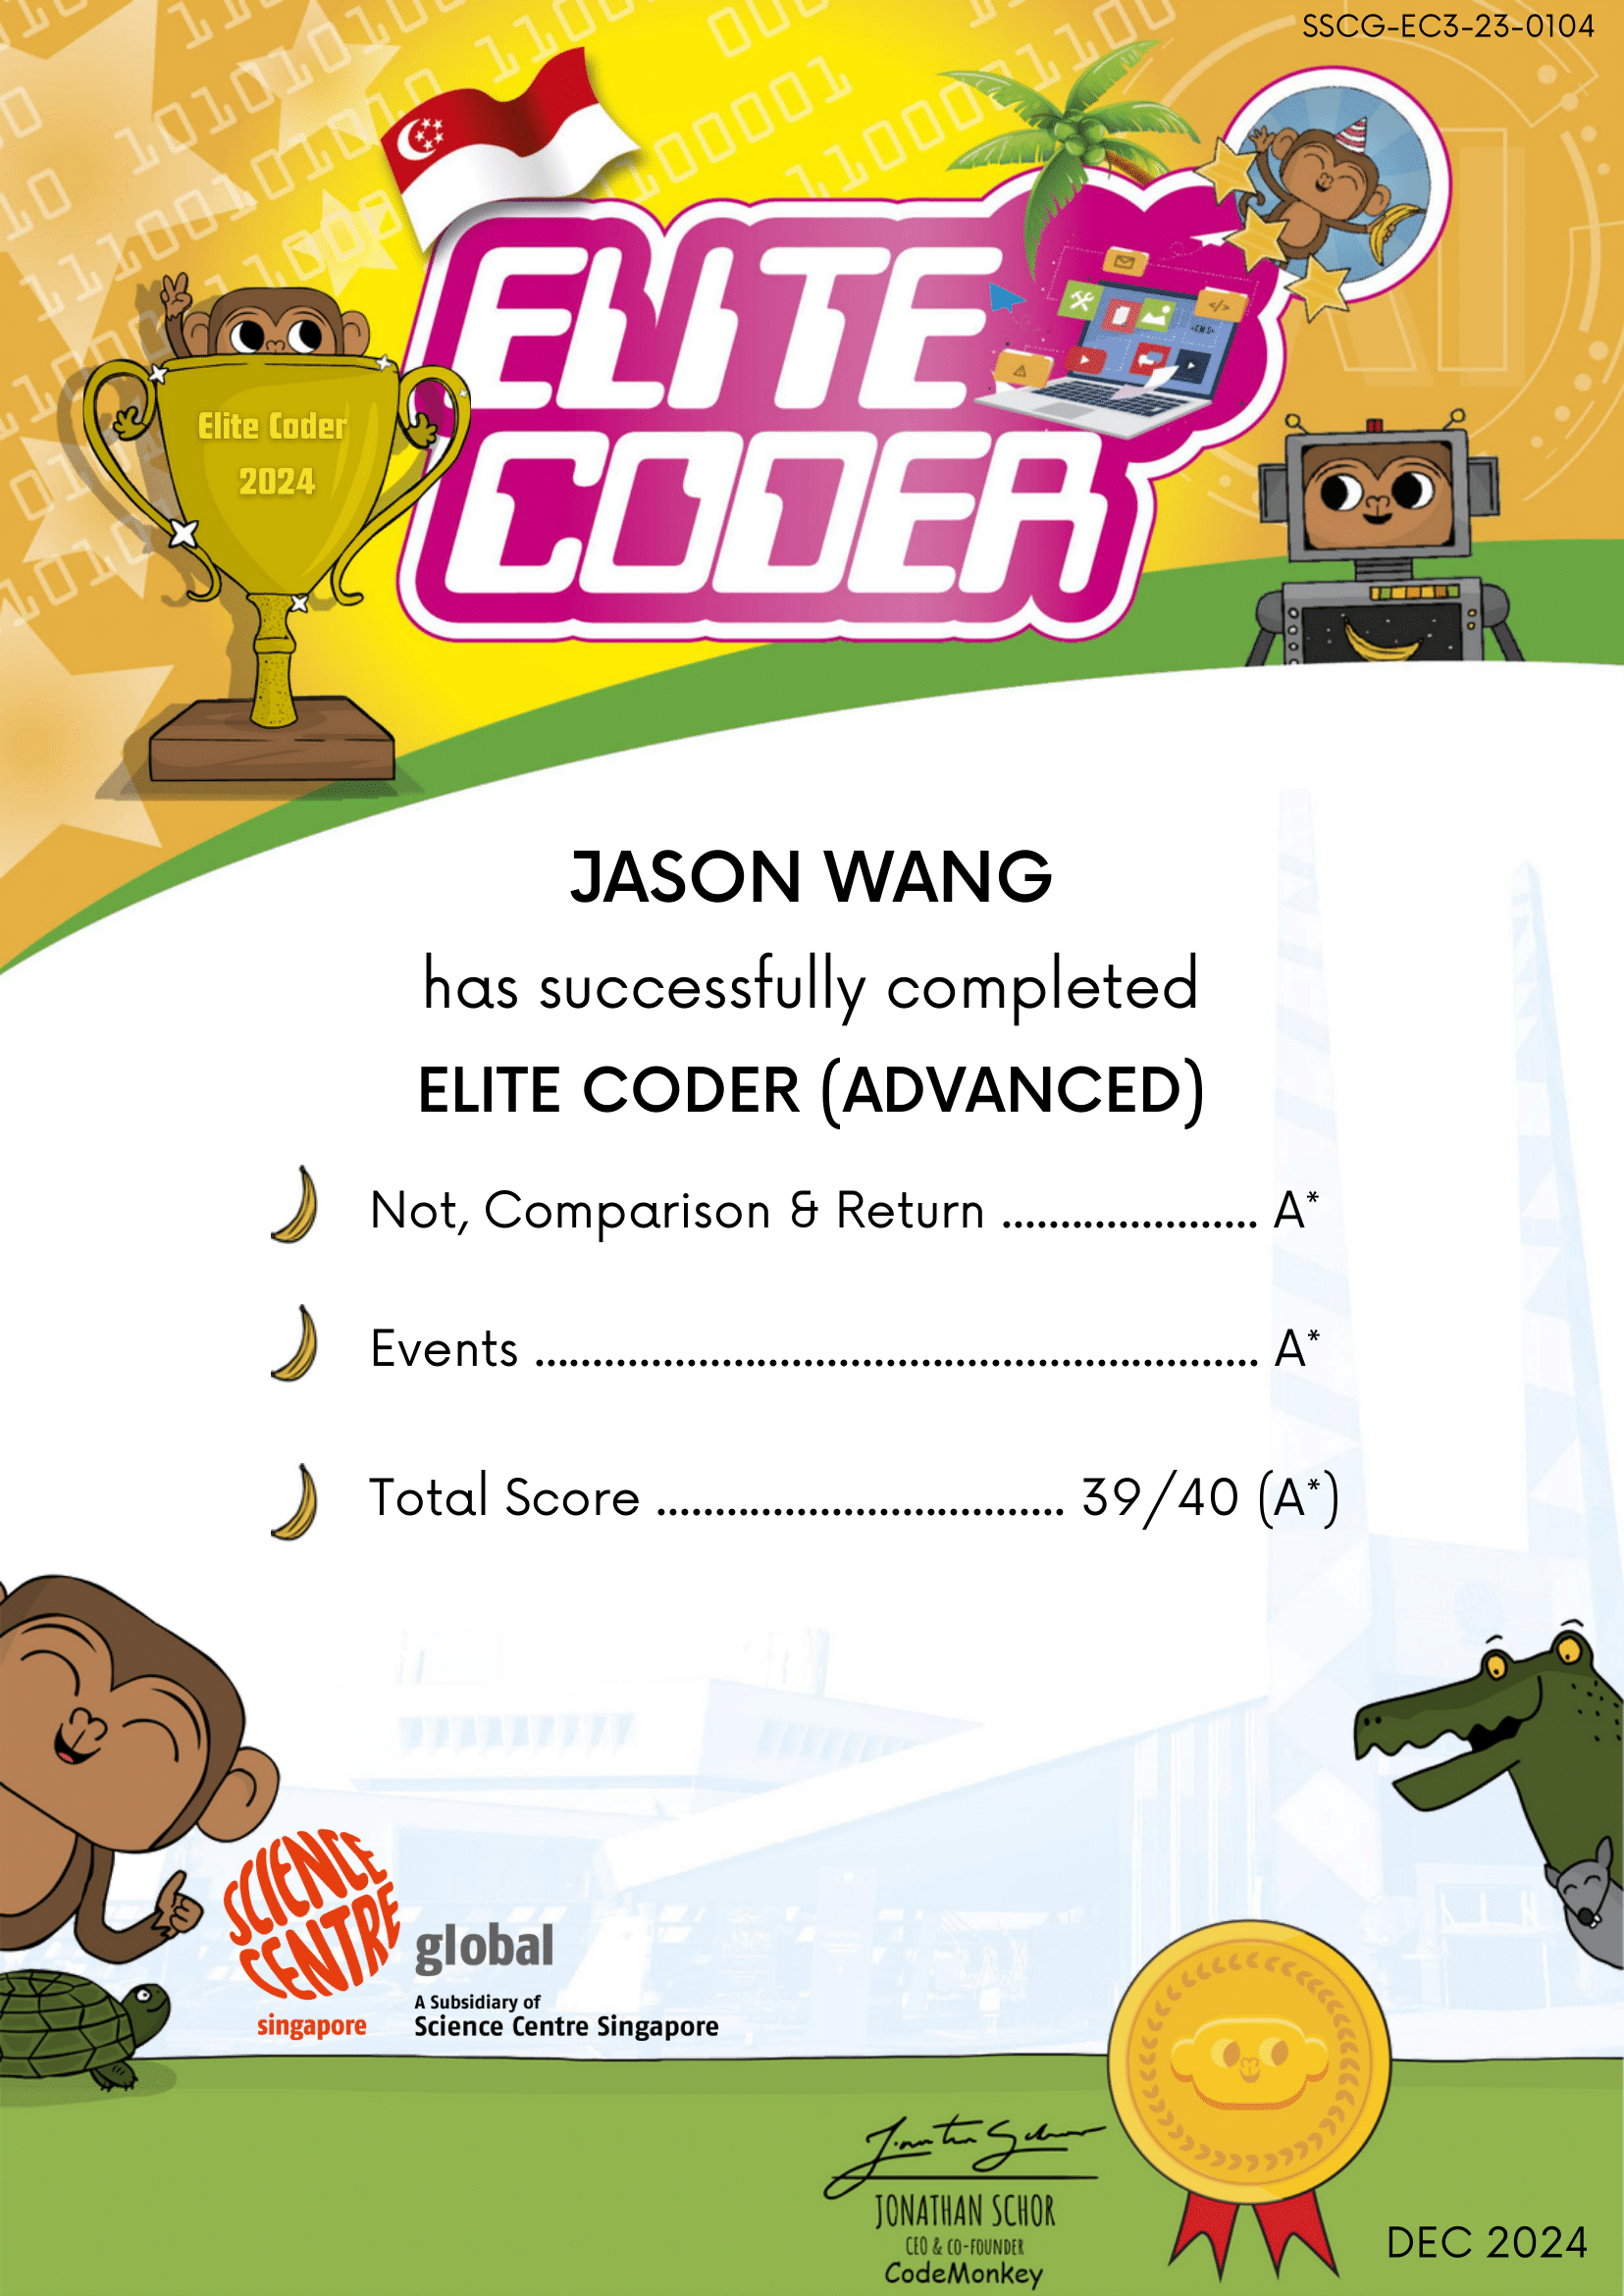 SSCG-EC3-23-0104
ELITE
CODER
Elite Coder
2024
JASON WANG
has successfully completed
ELITE CODER (ADVANCED)
Not, Comparison & Return ...................... A*
Events .............................................................. A*
Total Score ................................... 39/40 (A*)
SCIENCE
CENTRE
singapore
global
A Subsidiary of
Science Centre Singapore
JONATHAN SCHOR
CEO & CO-FOUNDER
CodeMonkey
DEC 2024